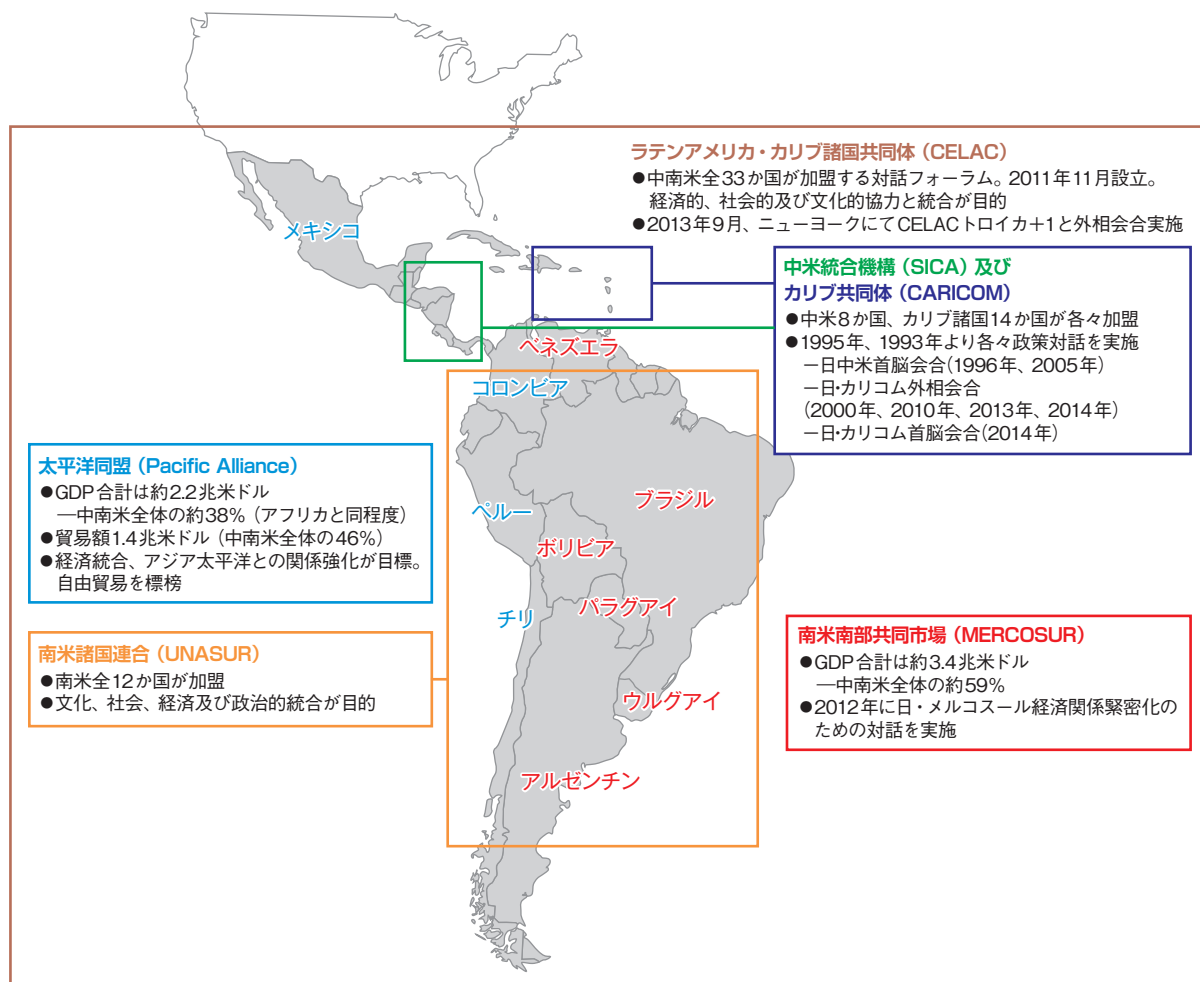 ラテンアメリカ・カリブ諸国共同体（CELAC）
●中南米全33か国が加盟する対話フォーラム。2011年11月設立。
経済的、社会的及び文化的協力と統合が目的
●2013年9月、ニューヨークにてCELACトロイカ+1と外相会合実施
メキシコ
中米統合機構（SICA）及び
カリブ共同体（CARICOM）
●中米8か国、カリブ諸国14か国が各々加盟
●1995年、1993年より各々政策対話を実施
－日中米首脳会合（1996年、2005年）
－日・カリコム外相会合
（2000年、2010年、2013年、2014年）
－日・カリコム首脳会合（2014年）
ベネズエラ
コロンビア
太平洋同盟（Pacific Alliance）
●GDP合計は約2.2兆米ドル
―中南米全体の約38%（アフリカと同程度）
●貿易額1.4兆米ドル（中南米全体の46%）
●経済統合、アジア太平洋との関係強化が目標。
自由貿易を標榜
ペルー
ブラジル
ボリビア
パラグアイ
チリ
南米諸国連合（UNASUR）
●南米全12か国が加盟
●文化、社会、経済及び政治的統合が目的
ウルグアイ
アルゼンチン
南米南部共同市場（MERCOSUR）
●GDP合計は約3.4兆米ドル
―中南米全体の約59%
●2012年に日・メルコスール経済関係緊密化の
ための対話を実施